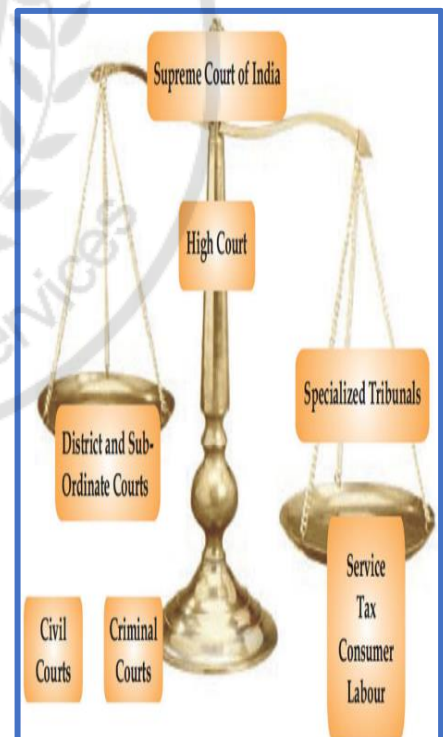 Supreme Court of India
High Court
Specialized Tribunals
District and Sub-
Ordinate Courts
Service
Tax
Consumer
Labour
Civil
Courts
Criminal
Courts
services